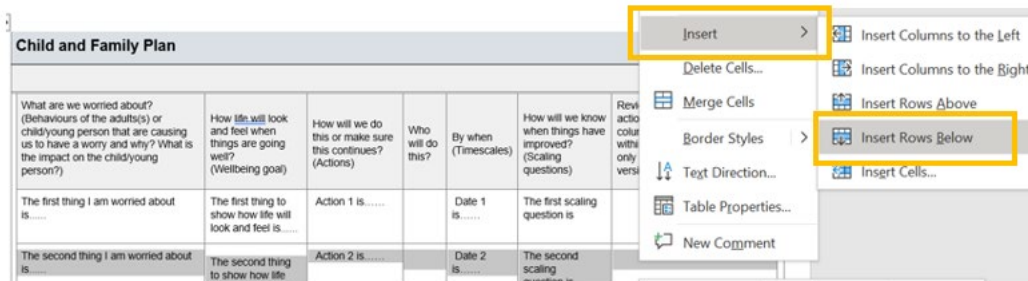 Child and Family Plan
What are we worried about?
(Behaviours of the adults(s) or
child/young person that are causing
us to have a worry and why? What is
the impact on the child/young
person?)
How life will look
and feel when
things are going
well?
(Wellbeing goal)
How will we do
this or make sure
this continues?
(Actions)
Who
will do
this?
By when
(Timescales)
How will we know
when things have
improved?
(Scaling
questions)
The first thing I am worried about
is......
The first thing to
show how life will
look and feel is......
Action 1 is.......
Date 1
is......
The first scaling
question is
The second thing I am worried about
is......
The second thing
to show how life
Action 2 is.......
Date 2
is......
The second
scaling
question is
Insert
Delete Cells...
Merge Cells
Border Styles
Text Direction...
Table Properties...
New Comment
Insert Columns to the Left
Insert Columns to the Right
Insert Rows Above
Insert Rows Below
Insert Cells...